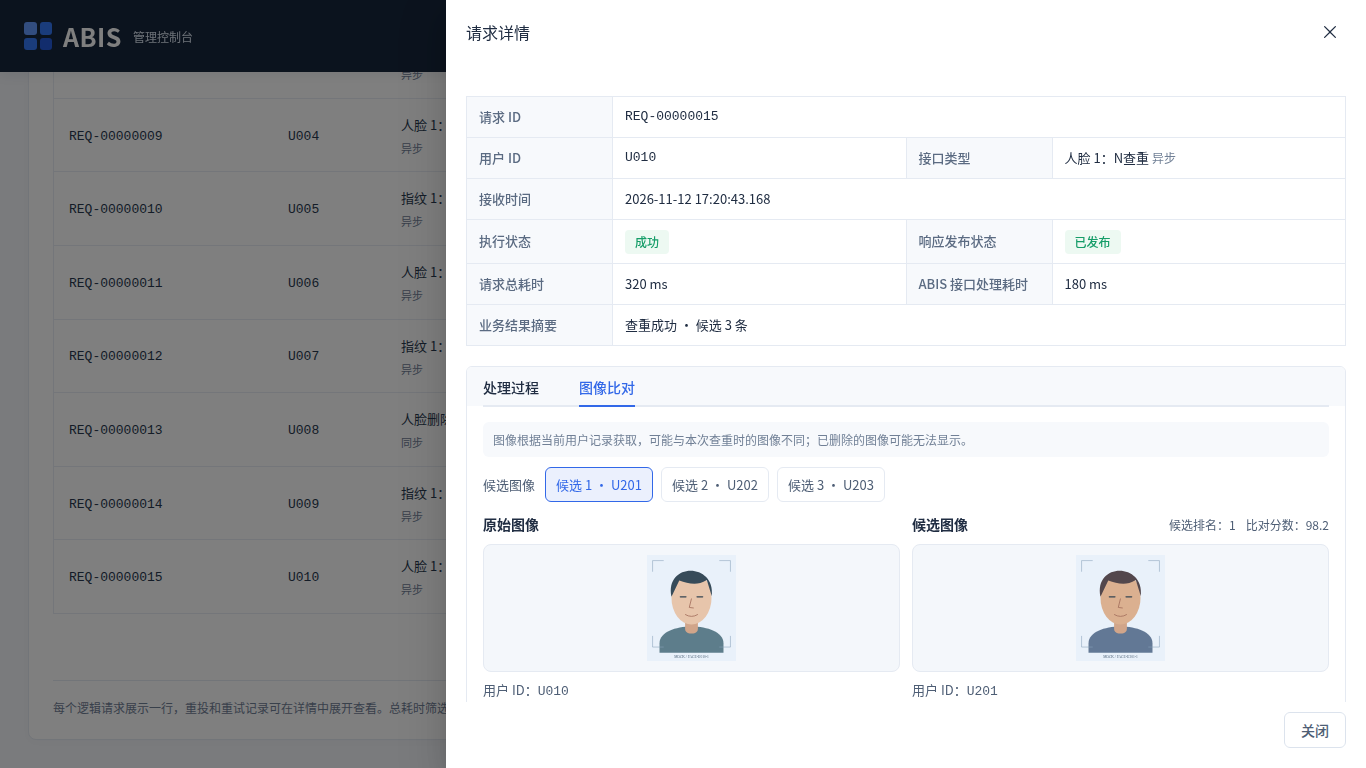 ABIS 管理控制台
异步
REQ-00000009 U004 人脸 1：
异步
REQ-00000010 U005 指纹 1：
异步
REQ-00000011 U006 人脸 1：
异步
REQ-00000012 U007 指纹 1：
异步
REQ-00000013 U008 人脸删除
同步
REQ-00000014 U009 指纹 1：
异步
REQ-00000015 U010 人脸 1：
异步
每个逻辑请求展示一行，重投和重试记录可在详情中展开查看。总耗时筛选
请求详情
请求 ID REQ-00000015
用户 ID U010 接口类型 人脸 1：N查重 异步
接收时间 2026-11-12 17:20:43.168
执行状态 成功 响应发布状态 已发布
请求总耗时 320 ms ABIS 接口处理耗时 180 ms
业务结果摘要 查重成功 · 候选 3 条
处理过程 图像比对
图像根据当前用户记录获取，可能与本次查重时的图像不同；已删除的图像可能无法显示。
候选图像 候选 1 · U201 候选 2 · U202 候选 3 · U203
原始图像 候选图像 候选排名：1 比对分数：98.2
用户 ID：U010 用户 ID：U201
关闭